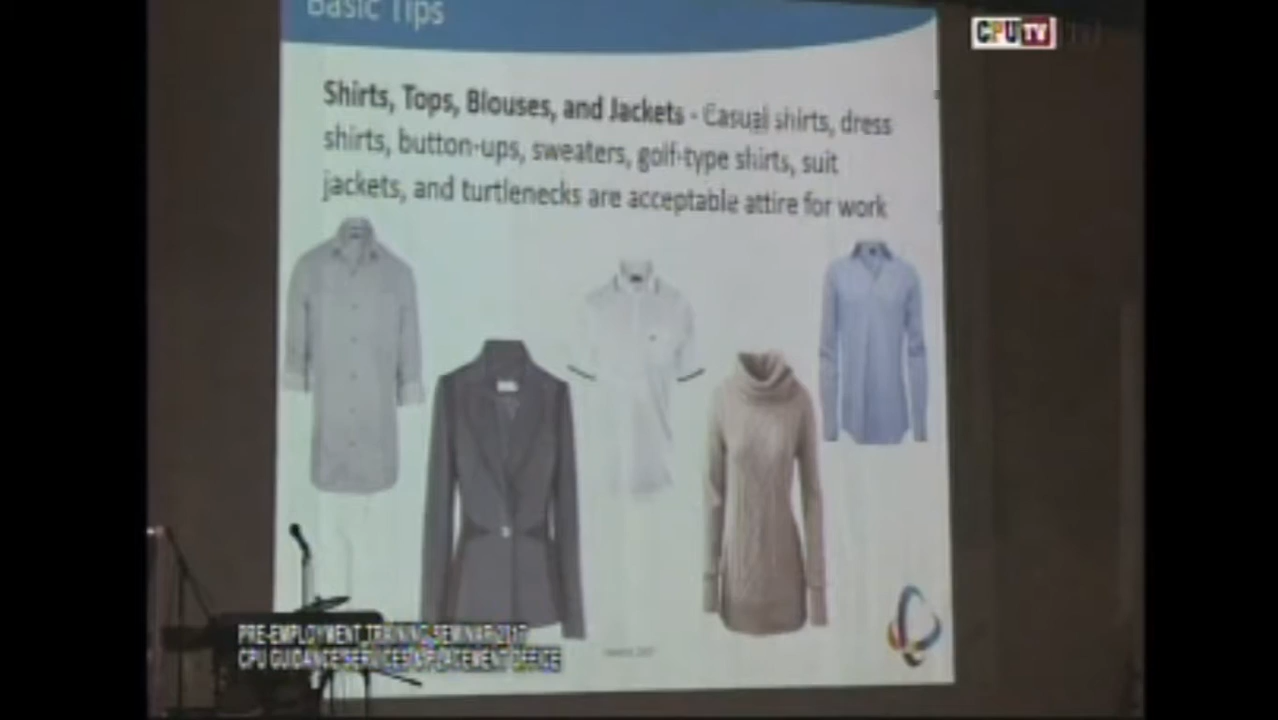 Basic Tips
CPU TV
Shirts, Tops, Blouses, and Jackets - Casual shirts, dress
shirts, button-ups, sweaters, golf-type shirts, suit
jackets, and turtlenecks are acceptable attire for work
PRE-EMPLOYMENT TRAINING SEMINAR 2017
CPU GUIDANCE SERVICES & PLACEMENT OFFICE